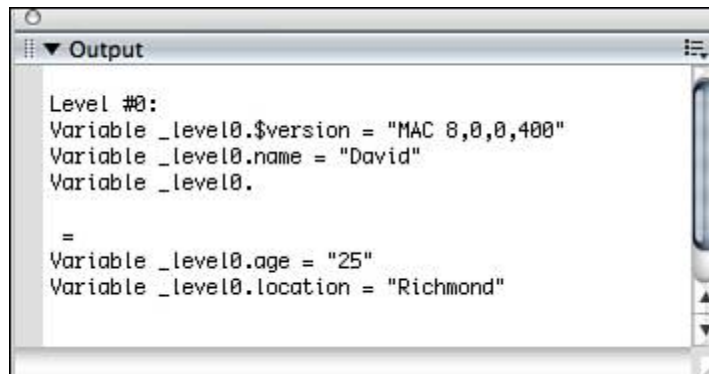 Output
Level #0:
Variable _level0.$version = "MAC 8,0,0,400"
Variable _level0.name = "David"
Variable _level0.
=
Variable _level0.age = "25"
Variable _level0.location = "Richmond"